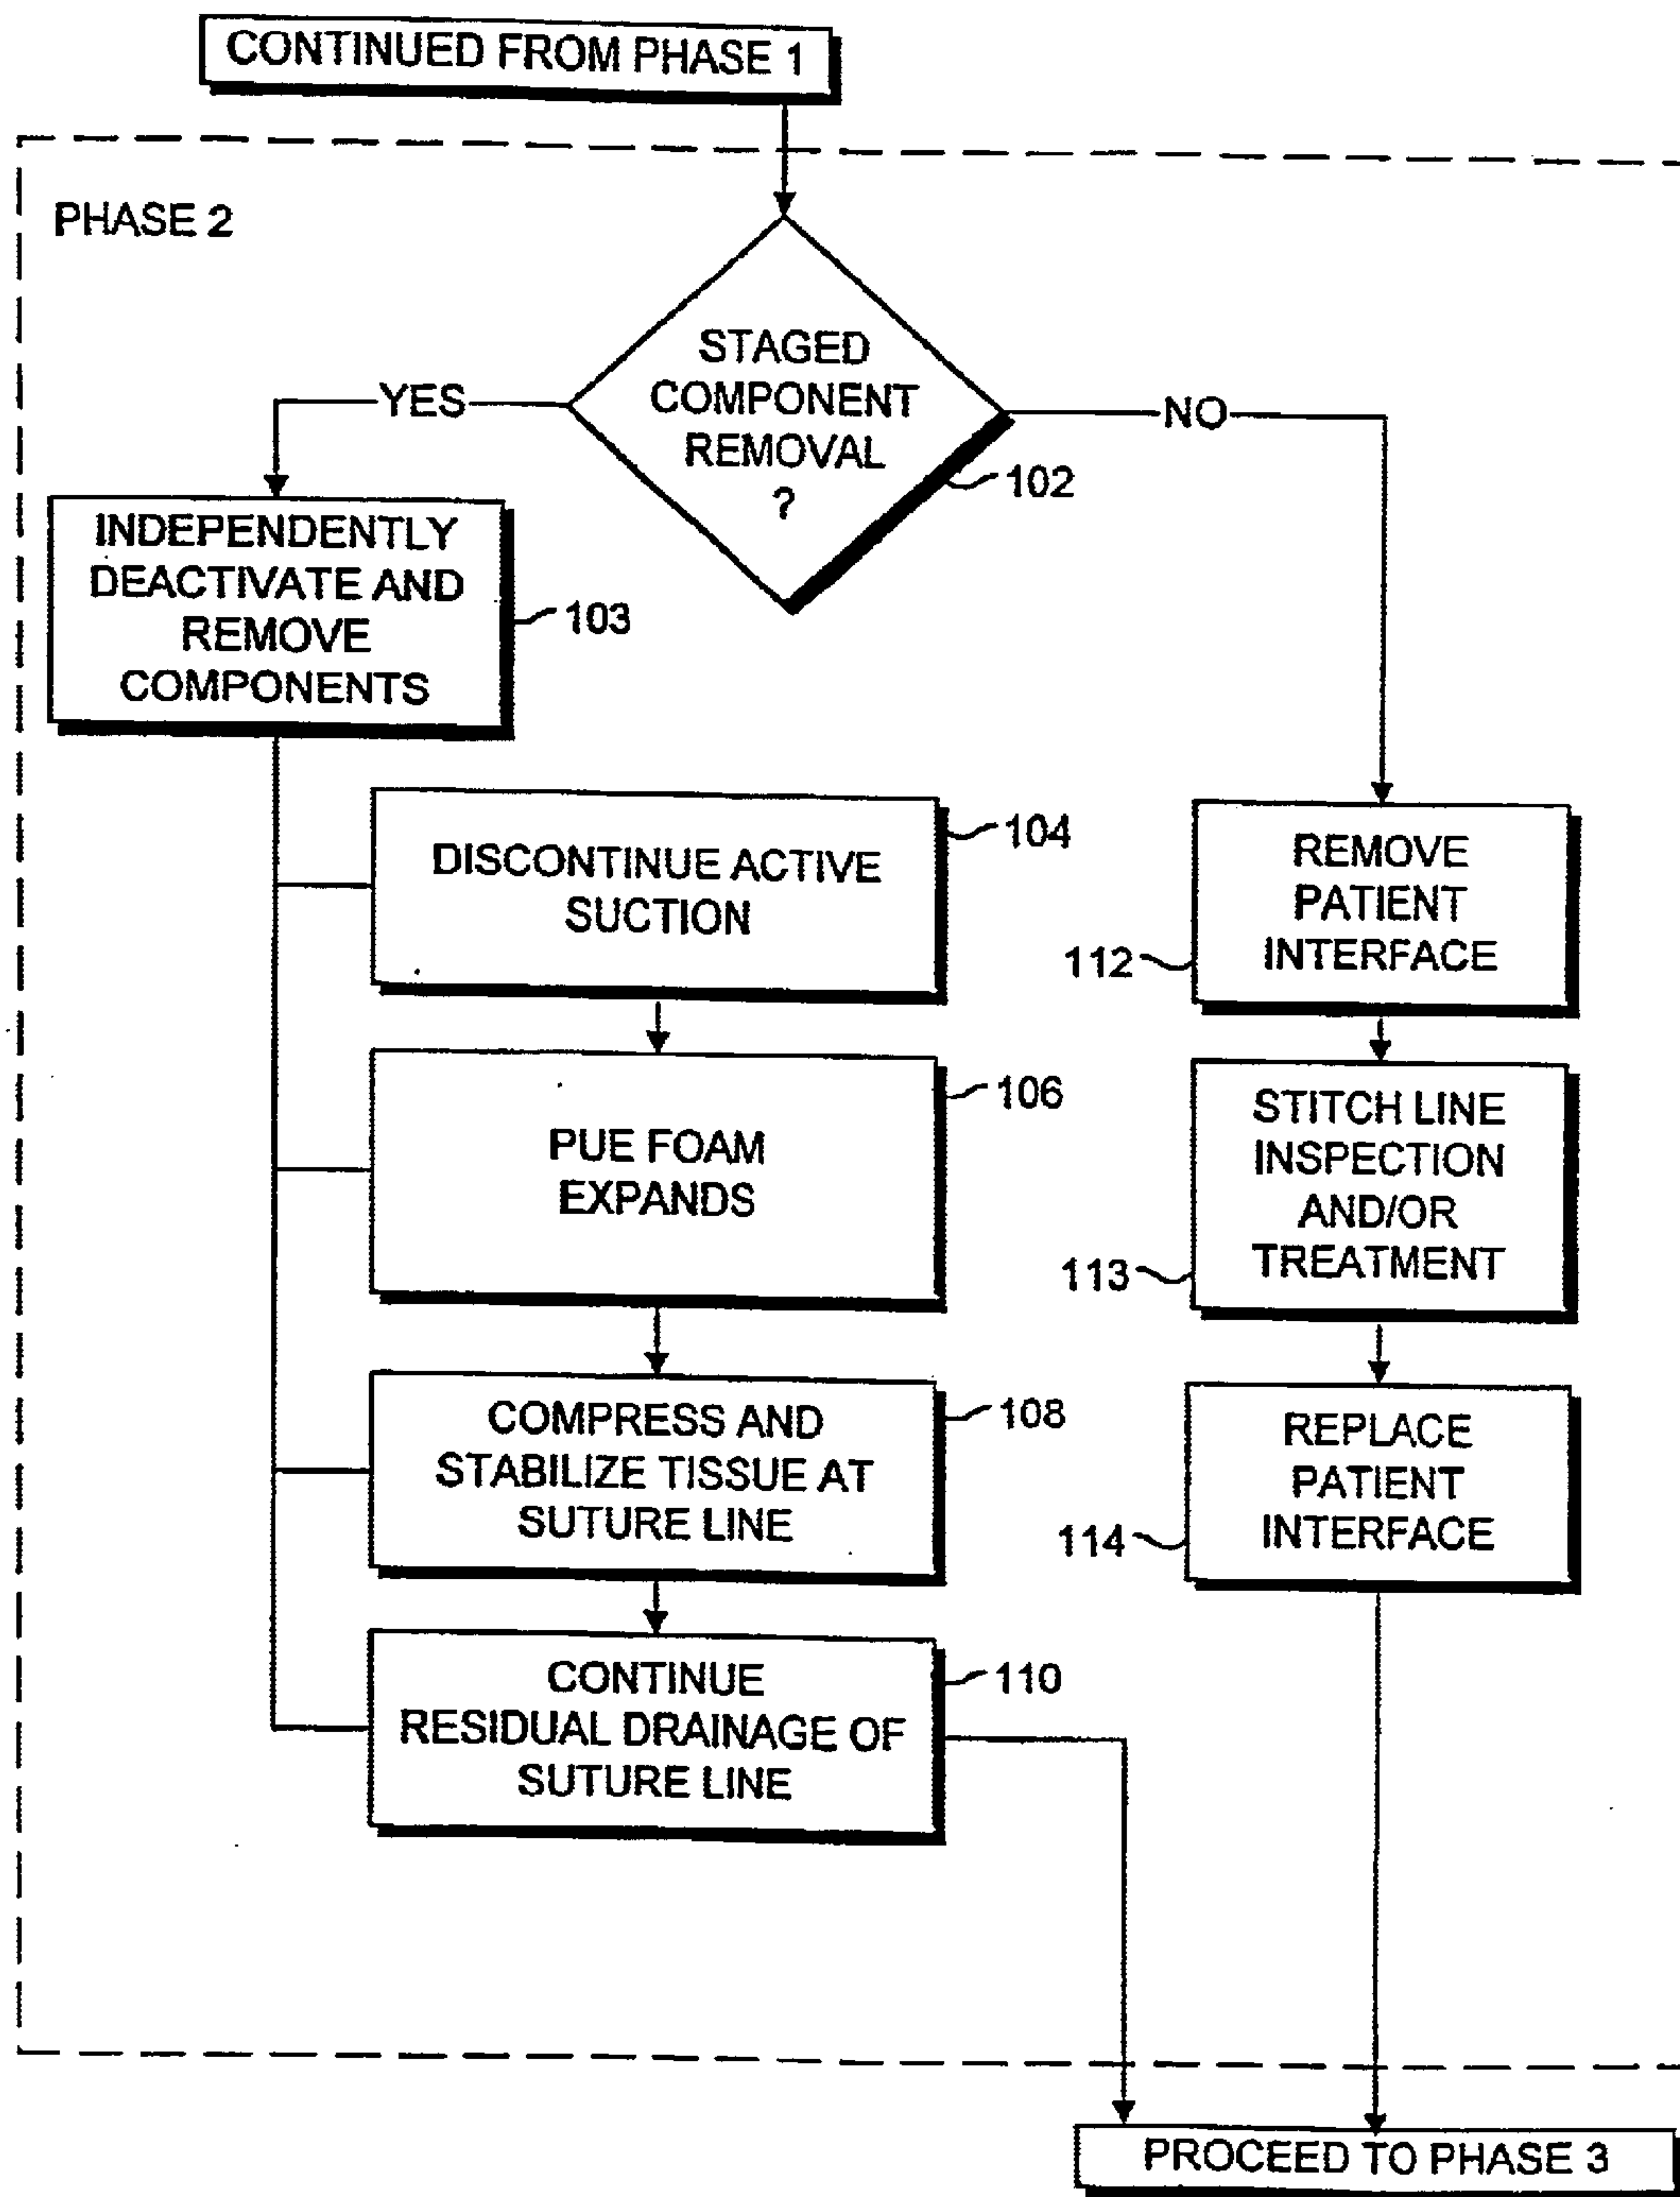 CONTINUED FROM PHASE 1
PHASE 2
STAGED
COMPONENT
REMOVAL
?
102
YES
NO
INDEPENDENTLY
DEACTIVATE AND
REMOVE
COMPONENTS
103
DISCONTINUE ACTIVE
SUCTION
104
PUE FOAM
EXPANDS
106
COMPRESS AND
STABILIZE TISSUE AT
SUTURE LINE
108
CONTINUE
RESIDUAL DRAINAGE OF
SUTURE LINE
110
REMOVE
PATIENT
INTERFACE
112
STITCH LINE
INSPECTION
AND/OR
TREATMENT
113
REPLACE
PATIENT
INTERFACE
114
PROCEED TO PHASE 3